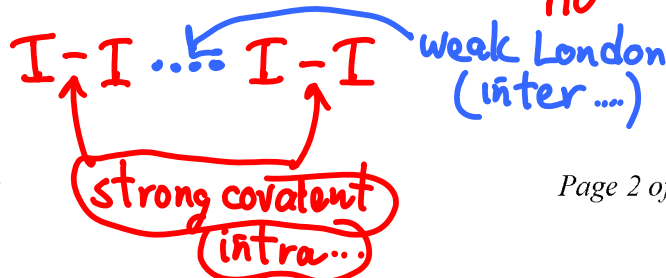 no
I-I .... I-I weak London
(inter ....)
strong covalent
Page 2 of
intra...